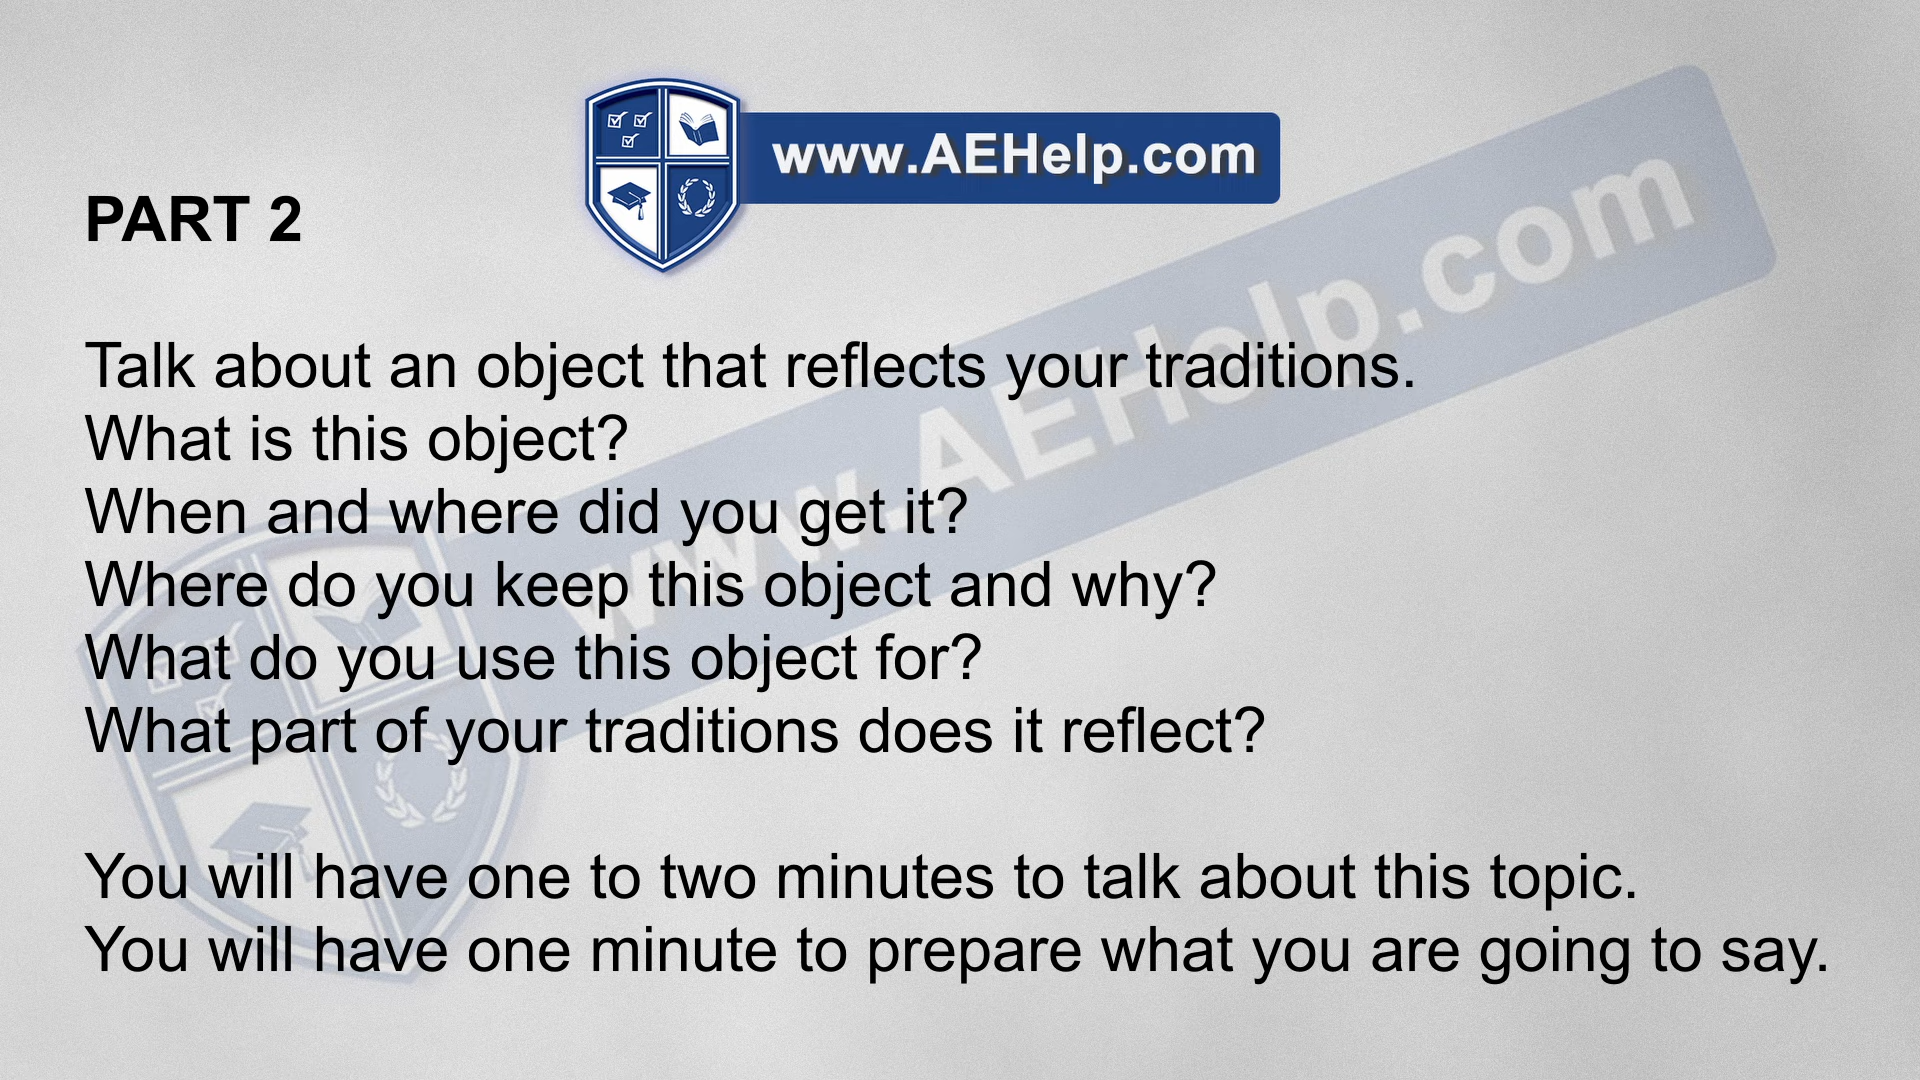 www.AEHelp.com
PART 2
Talk about an object that reflects your traditions.
What is this object?
When and where did you get it?
Where do you keep this object and why?
What do you use this object for?
What part of your traditions does it reflect?
You will have one to two minutes to talk about this topic.
You will have one minute to prepare what you are going to say.
www.AEHelp.com